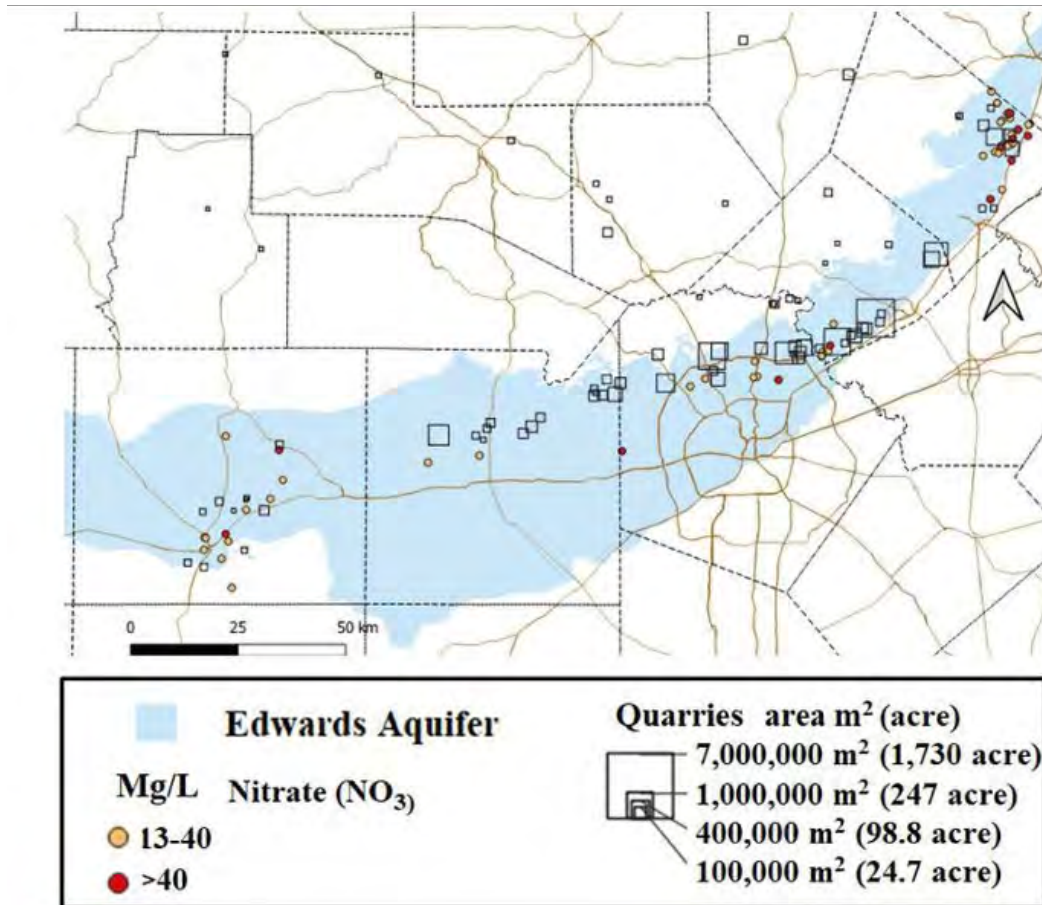 0 25 50 km
Edwards Aquifer
Mg/L Nitrate (NO3)
13-40
>40
Quarries area m² (acre)
7,000,000 m² (1,730 acre)
1,000,000 m² (247 acre)
400,000 m² (98.8 acre)
100,000 m² (24.7 acre)